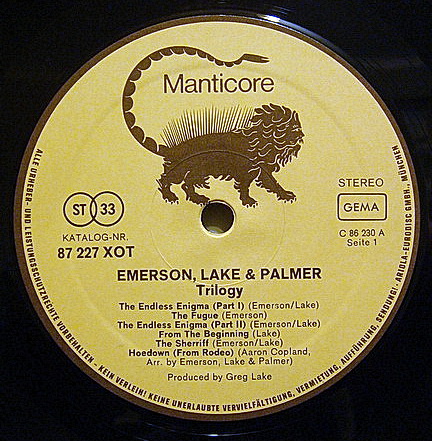 Manticore
ST 33
STEREO
GEMA
KATALOG-NR.
87 227 XOT
C 86 230 A
Seite 1
EMERSON, LAKE & PALMER
Trilogy
The Endless Enigma (Part I) (Emerson/Lake)
The Fugue (Emerson)
The Endless Enigma (Part II) (Emerson/Lake)
From The Beginning (Lake)
The Sheriff (Emerson/Lake)
Hoedown (From Rodeo) (Aaron Copland,
Arr. by Emerson, Lake & Palmer)
Produced by Greg Lake
ALLE URHEBER- UND LEISTUNGSSCHUTZRECHTE VORBEHALTEN - KEIN VERLEIH! KEINE UNERLAUBTE VERVIELFÄLTIGUNG, VERMIETUNG, AUFFÜHRUNG, SENDUNG! - ARIOLA-EURODISC GMBH., MÜNCHEN